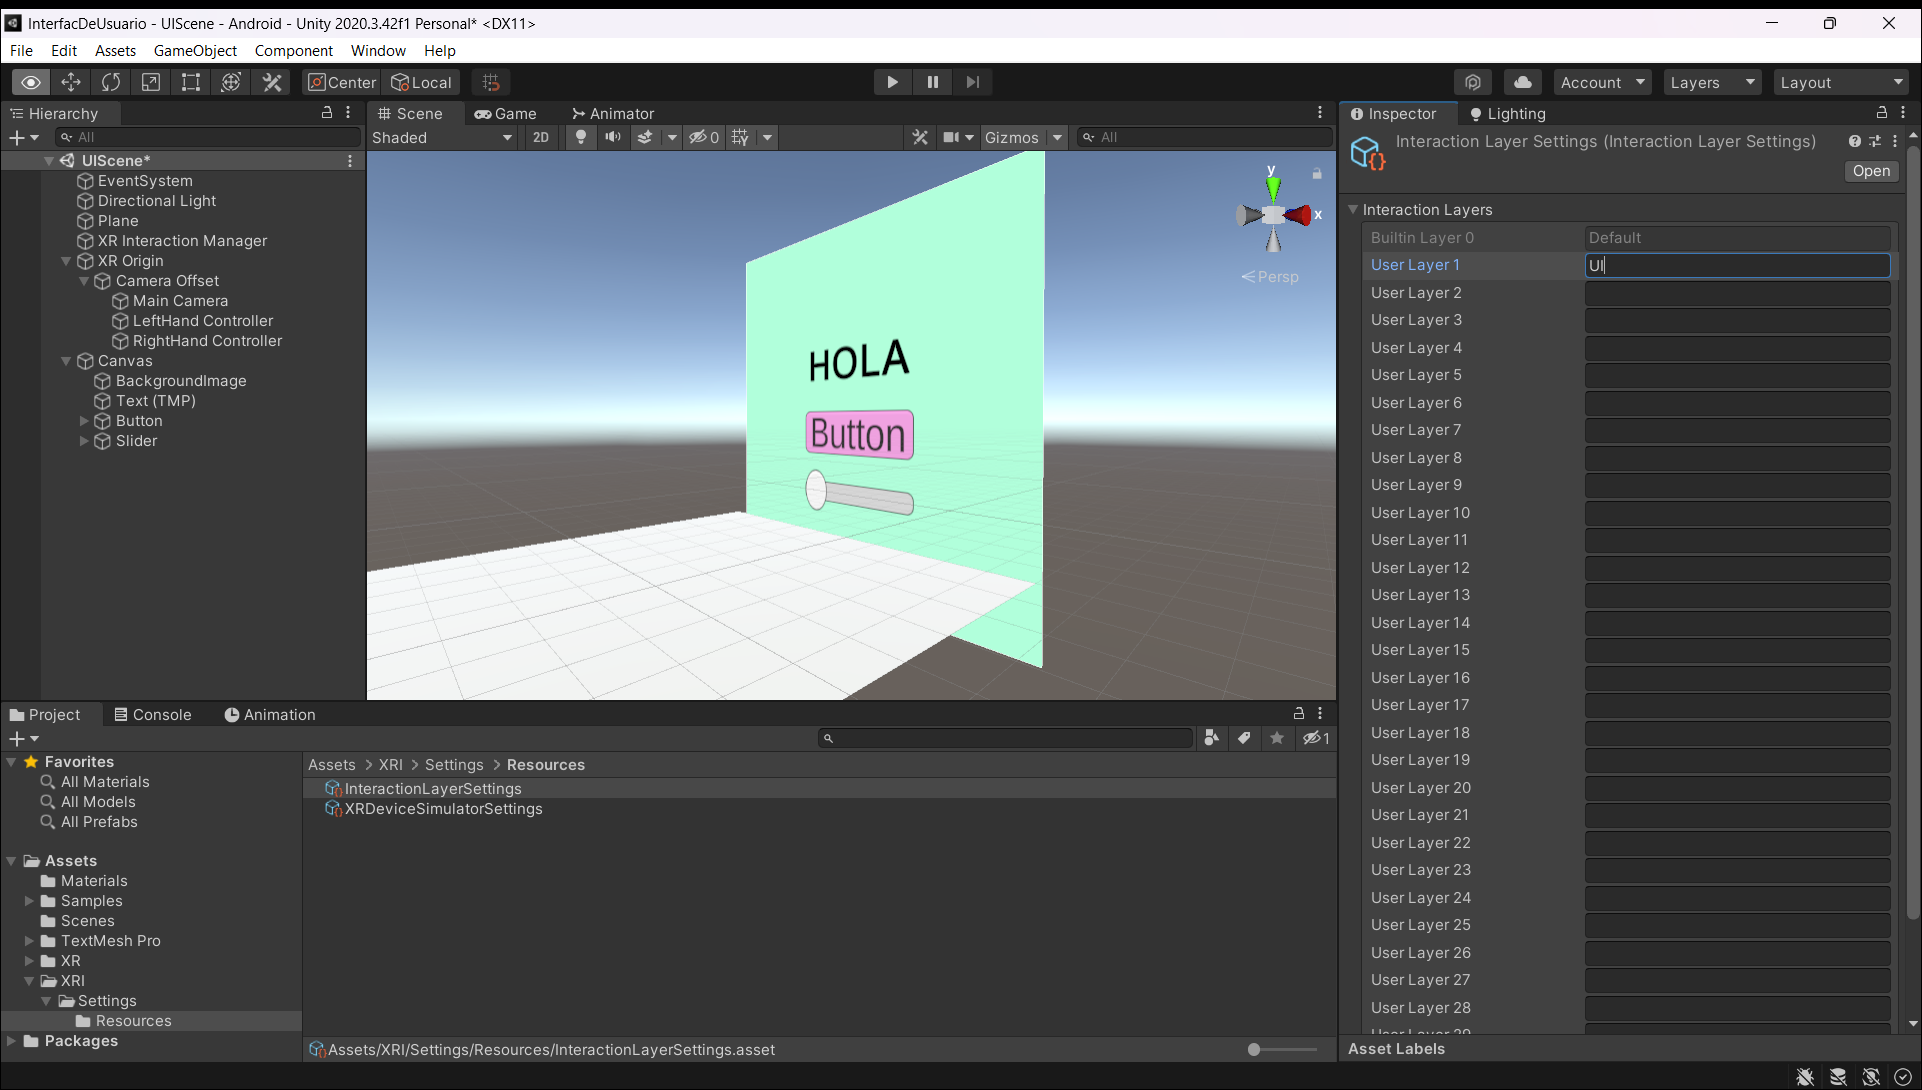 InterfacDeUsuario - UIScene - Android - Unity 2020.3.42f1 Personal* <DX11>
File Edit Assets GameObject Component Window Help
Center Local Account Layers Layout
Hierarchy
All
UIScene*
EventSystem
Directional Light
Plane
XR Interaction Manager
XR Origin
Camera Offset
Main Camera
LeftHand Controller
RightHand Controller
Canvas
BackgroundImage
Text (TMP)
Button
Slider
Scene Game Animator
Shaded 2D 0 Gizmos All
y
x
Persp
HOLA
Button
Inspector Lighting
Interaction Layer Settings (Interaction Layer Settings)
Open
Interaction Layers
Builtin Layer 0 Default
User Layer 1 UI
User Layer 2
User Layer 3
User Layer 4
User Layer 5
User Layer 6
User Layer 7
User Layer 8
User Layer 9
User Layer 10
User Layer 11
User Layer 12
User Layer 13
User Layer 14
User Layer 15
User Layer 16
User Layer 17
User Layer 18
User Layer 19
User Layer 20
User Layer 21
User Layer 22
User Layer 23
User Layer 24
User Layer 25
User Layer 26
User Layer 27
User Layer 28
User Layer 29
Asset Labels
Project Console Animation
1
Favorites
All Materials
All Models
All Prefabs
Assets
Materials
Samples
Scenes
TextMesh Pro
XR
XRI
Settings
Resources
Packages
Assets > XRI > Settings > Resources
InteractionLayerSettings
XRDeviceSimulatorSettings
Assets/XRI/Settings/Resources/InteractionLayerSettings.asset